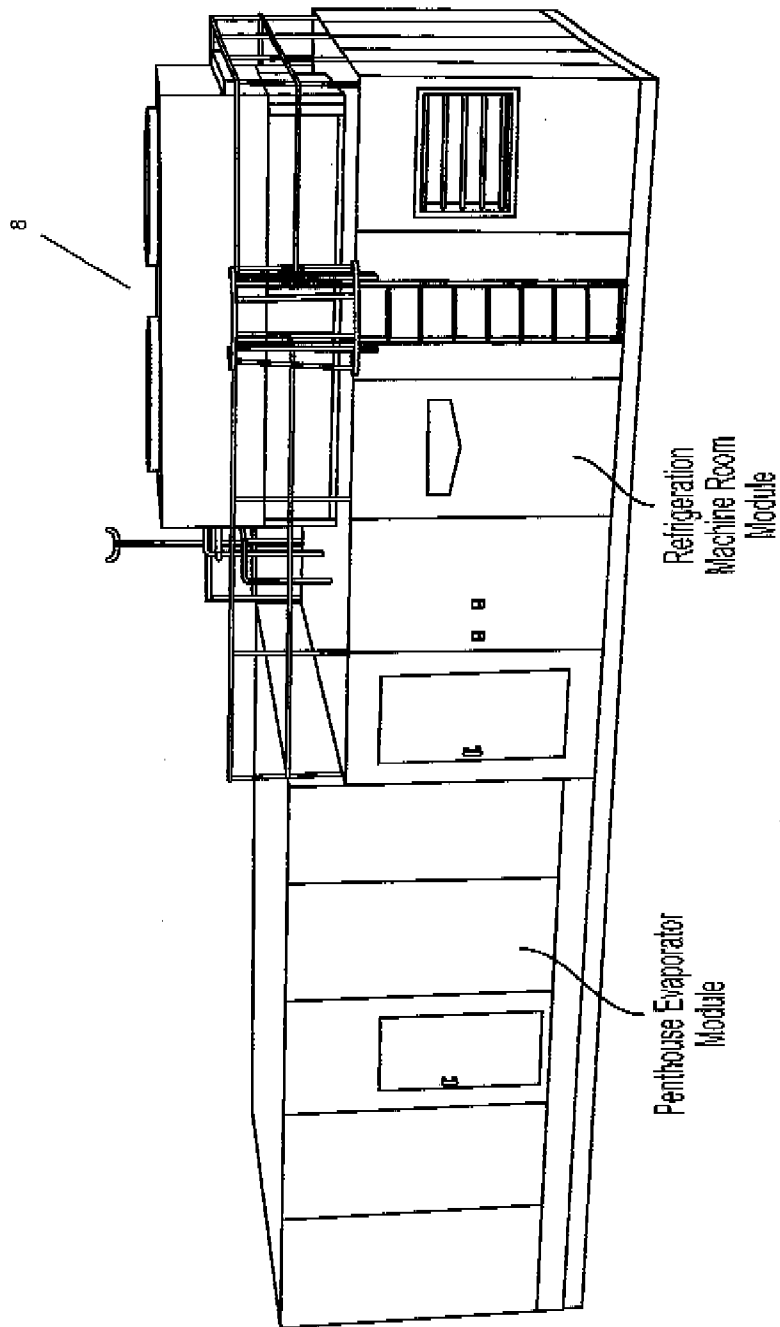 8
Refrigeration
Machine Room
Module
Penthouse Evaporator
Module